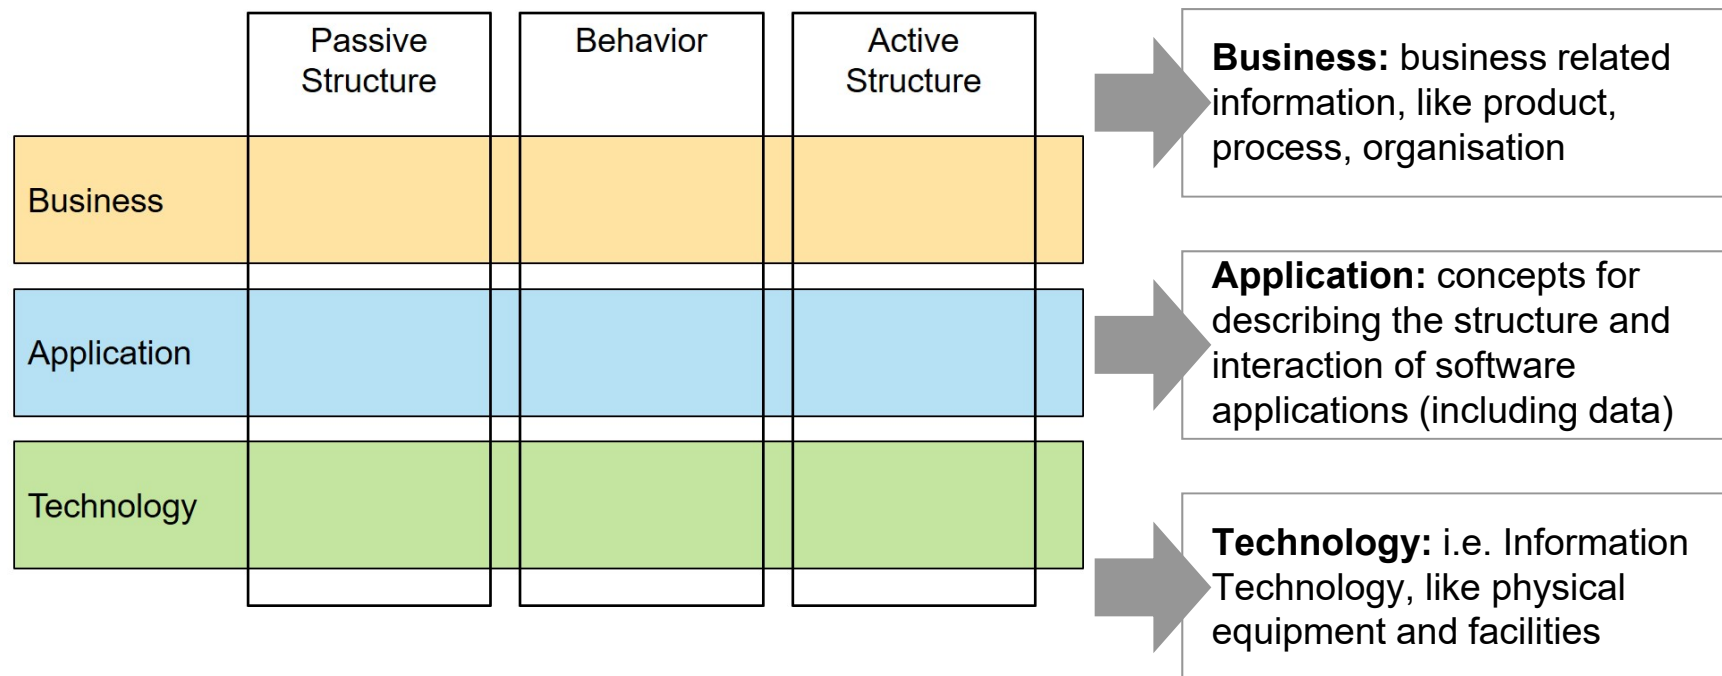 Passive
Structure
Behavior
Active
Structure
Business
Application
Technology
Business: business related
information, like product,
process, organisation
Application: concepts for
describing the structure and
interaction of software
applications (including data)
Technology: i.e. Information
Technology, like physical
equipment and facilities